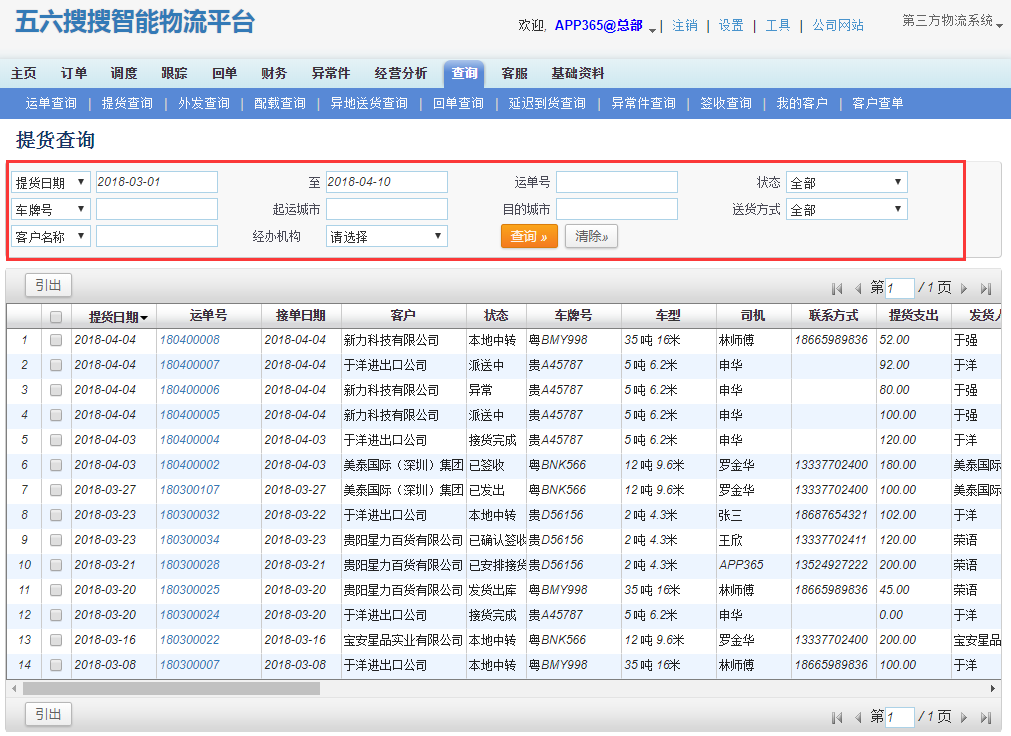 五六搜搜智能物流平台
欢迎, APP365@总部 | 注销 | 设置 | 工具 | 公司网站 第三方物流系统
主页 订单 调度 跟踪 回单 财务 异常件 经营分析 查询 客服 基础资料
运单查询 | 提货查询 | 外发查询 | 配载查询 | 异地送货查询 | 回单查询 | 延迟到货查询 | 异常件查询 | 签收查询 | 我的客户 | 客户查单
提货查询
提货日期 2018-03-01 至 2018-04-10 运单号 状态 全部
车牌号 起运城市 目的城市 送货方式 全部
客户名称 经办机构 请选择 查询 » 清除»
引出 第 1 / 1 页
提货日期 运单号 接单日期 客户 状态 车牌号 车型 司机 联系方式 提货支出 发货人
1 2018-04-04 180400008 2018-04-04 新力科技有限公司 本地中转 粤BMY998 35 吨 16米 林师傅 18665989836 52.00 于强
2 2018-04-04 180400007 2018-04-04 于洋进出口公司 派送中 贵A45787 5 吨 6.2米 申华 92.00 于洋
3 2018-04-04 180400006 2018-04-04 新力科技有限公司 异常 贵A45787 5 吨 6.2米 申华 80.00 于强
4 2018-04-04 180400005 2018-04-04 新力科技有限公司 派送中 贵A45787 5 吨 6.2米 申华 100.00 于强
5 2018-04-03 180400004 2018-04-03 于洋进出口公司 接货完成 贵A45787 5 吨 6.2米 申华 120.00 于洋
6 2018-04-03 180400002 2018-04-03 美泰国际（深圳）集团 已签收 粤BNK566 12 吨 9.6米 罗金华 13337702400 180.00 美泰国际
7 2018-03-27 180300107 2018-03-27 美泰国际（深圳）集团 已发出 粤BNK566 12 吨 9.6米 罗金华 13337702400 100.00 美泰国际
8 2018-03-23 180300032 2018-03-22 于洋进出口公司 本地中转 贵D56156 2 吨 4.3米 张三 18687654321 102.00 于洋
9 2018-03-23 180300034 2018-03-23 贵阳星力百货有限公司 已确认签收 贵D56156 2 吨 4.3米 王欣 13337702411 120.00 荣语
10 2018-03-21 180300028 2018-03-21 贵阳星力百货有限公司 已安排接货 贵D56156 2 吨 4.3米 APP365 13524927222 200.00 荣语
11 2018-03-20 180300025 2018-03-20 贵阳星力百货有限公司 发货出库 粤BMY998 35 吨 16米 林师傅 18665989836 45.00 荣语
12 2018-03-20 180300024 2018-03-20 于洋进出口公司 接货完成 贵A45787 5 吨 6.2米 申华 0.00 于洋
13 2018-03-16 180300022 2018-03-16 宝安星品实业有限公司 本地中转 粤BNK566 12 吨 9.6米 罗金华 13337702400 200.00 宝安星品
14 2018-03-08 180300007 2018-03-08 于洋进出口公司 本地中转 粤BMY998 35 吨 16米 林师傅 18665989836 100.00 于洋
引出 第 1 / 1 页